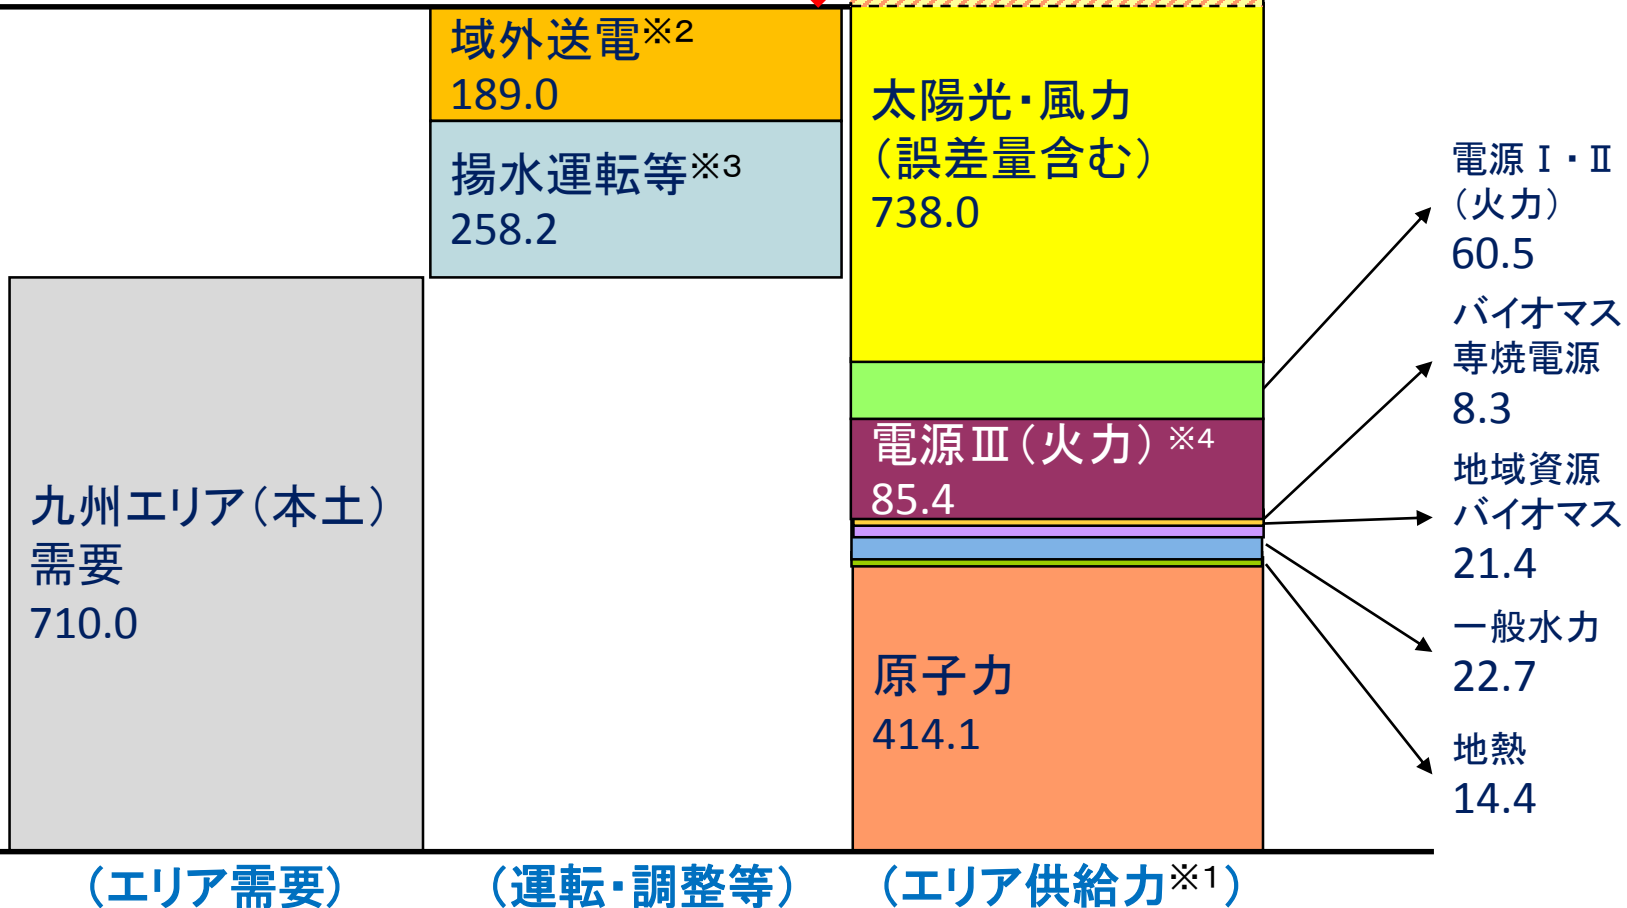 域外送電※2
189.0
揚水運転等※3
258.2
九州エリア(本土)
需要
710.0
太陽光・風力
(誤差量含む)
738.0
電源Ⅲ(火力)※4
85.4
原子力
414.1
電源Ⅰ・Ⅱ
(火力)
60.5
バイオマス
専焼電源
8.3
地域資源
バイオマス
21.4
一般水力
22.7
地熱
14.4
(エリア需要)
(運転・調整等)
(エリア供給力※1)